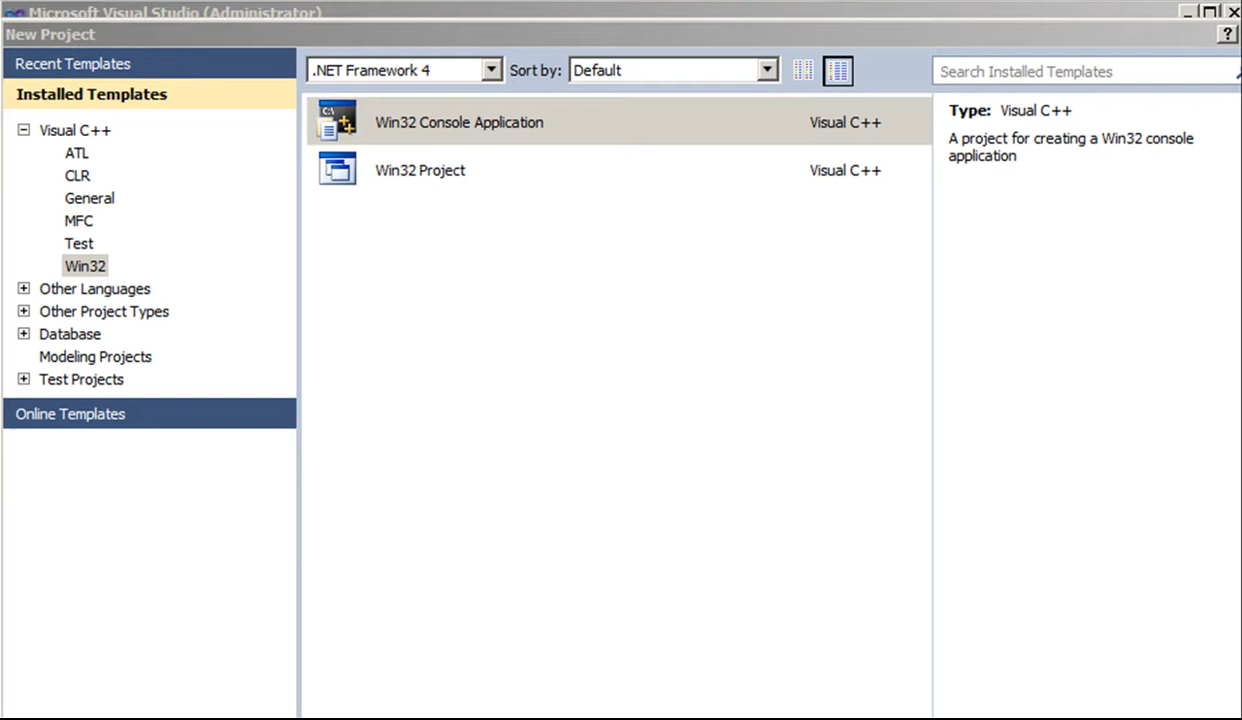 Microsoft Visual Studio (Administrator)
New Project
?
Recent Templates
.NET Framework 4
Sort by:
Default
Search Installed Templates
Installed Templates
Visual C++
ATL
CLR
General
MFC
Test
Win32
Other Languages
Other Project Types
Database
Modeling Projects
Test Projects
Online Templates
C:\
Win32 Console Application
Visual C++
Win32 Project
Visual C++
Type: Visual C++
A project for creating a Win32 console
application